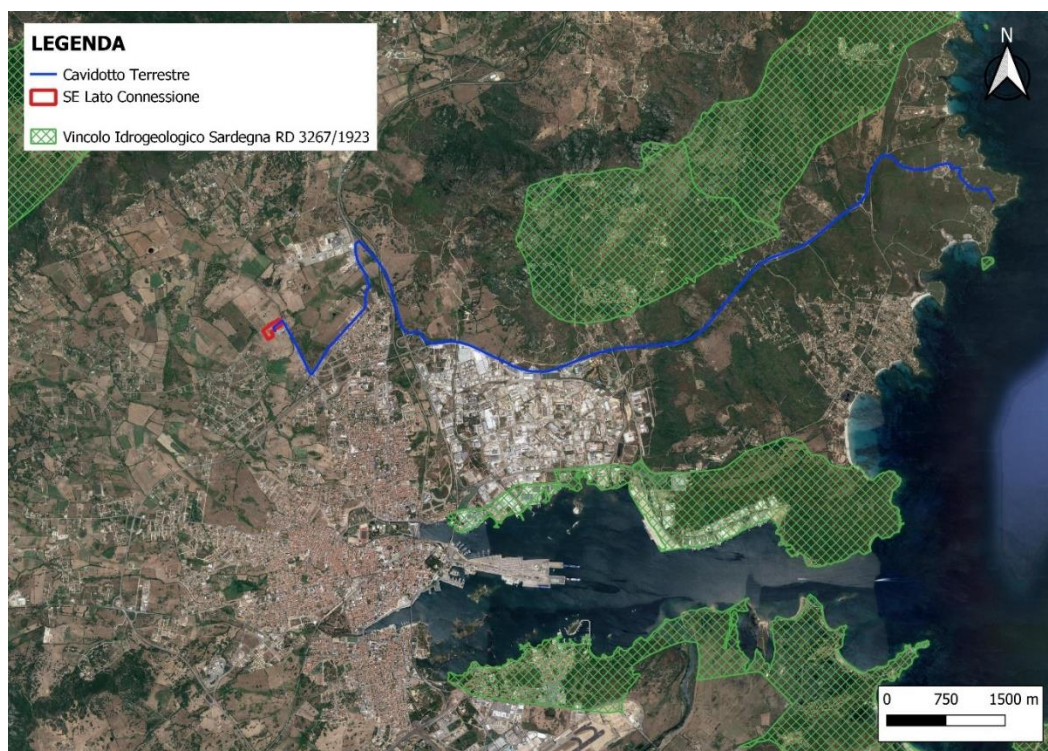 LEGENDA
Cavidotto Terrestre
SE Lato Connessione
Vincolo Idrogeologico Sardegna RD 3267/1923
N
0 750 1500 m